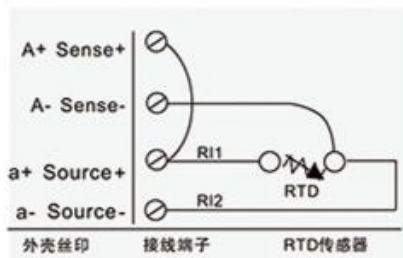 A+ Sense+
A- Sense-
a+ Source+
RI1
RTD
a- Source-
RI2
外壳丝印 接线端子 RTD传感器